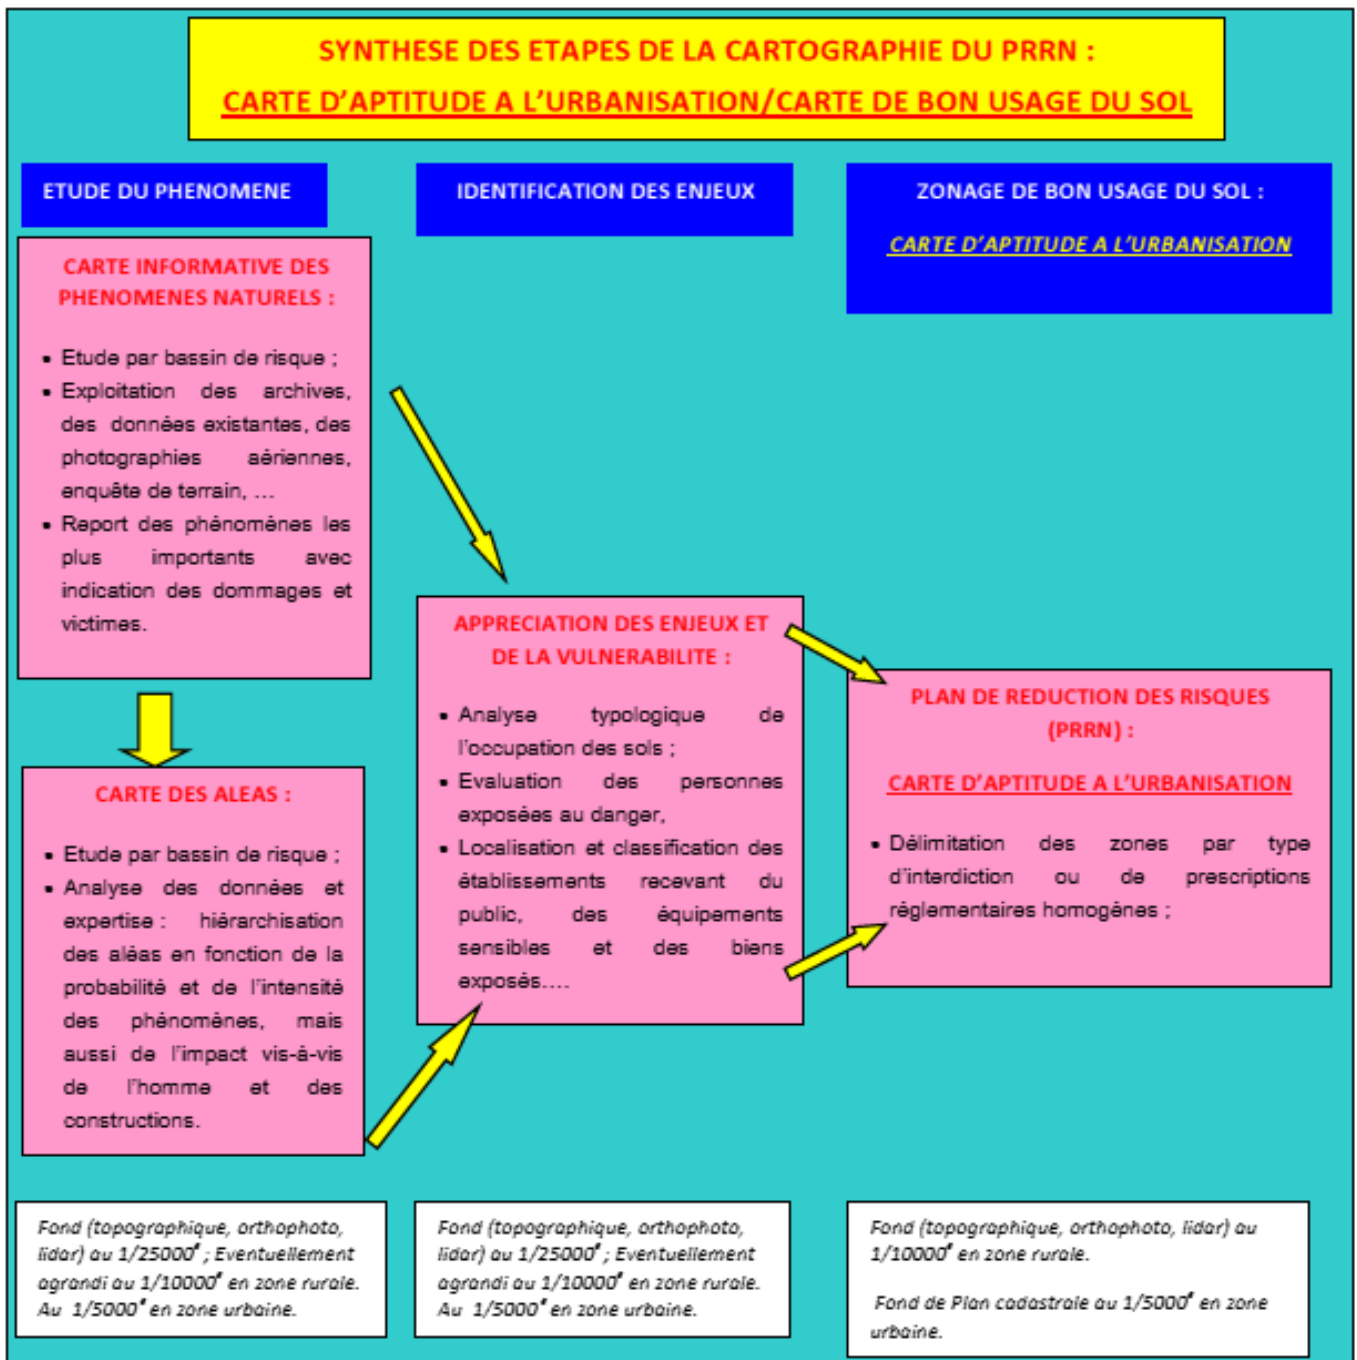 SYNTHESE DES ETAPES DE LA CARTOGRAPHIE DU PRRN :
CARTE D’APTITUDE A L’URBANISATION/CARTE DE BON USAGE DU SOL
ETUDE DU PHENOMENE
CARTE INFORMATIVE DES
PHENOMENES NATURELS :
▪ Etude par bassin de risque ;
▪ Exploitation des archives,
des données existantes, des
photographies aériennes,
enquête de terrain, …
▪ Report des phénomènes les
plus importants avec
indication des dommages et
victimes.
CARTE DES ALEAS :
▪ Etude par bassin de risque ;
▪ Analyse des données et
expertise : hiérarchisation
des aléas en fonction de la
probabilité et de l’intensité
des phénomènes, mais
aussi de l’impact vis-à-vis
de l’homme et des
constructions.
Fond (topographique, orthophoto,
lidar) au 1/25000e ; Eventuellement
agrandi au 1/10000e en zone rurale.
Au 1/5000e en zone urbaine.
IDENTIFICATION DES ENJEUX
APPRECIATION DES ENJEUX ET
DE LA VULNERABILITE :
▪ Analyse typologique de
l’occupation des sols ;
▪ Evaluation des personnes
exposées au danger,
▪ Localisation et classification des
établissements recevant du
public, des équipements
sensibles et des biens
exposés….
Fond (topographique, orthophoto,
lidar) au 1/25000e ; Eventuellement
agrandi au 1/10000e en zone rurale.
Au 1/5000e en zone urbaine.
ZONAGE DE BON USAGE DU SOL :
CARTE D’APTITUDE A L’URBANISATION
PLAN DE REDUCTION DES RISQUES
(PRRN) :
CARTE D’APTITUDE A L’URBANISATION
▪ Délimitation des zones par type
d’interdiction ou de prescriptions
réglementaires homogènes ;
Fond (topographique, orthophoto, lidar) au
1/10000e en zone rurale.
Fond de Plan cadastrale au 1/5000e en zone
urbaine.